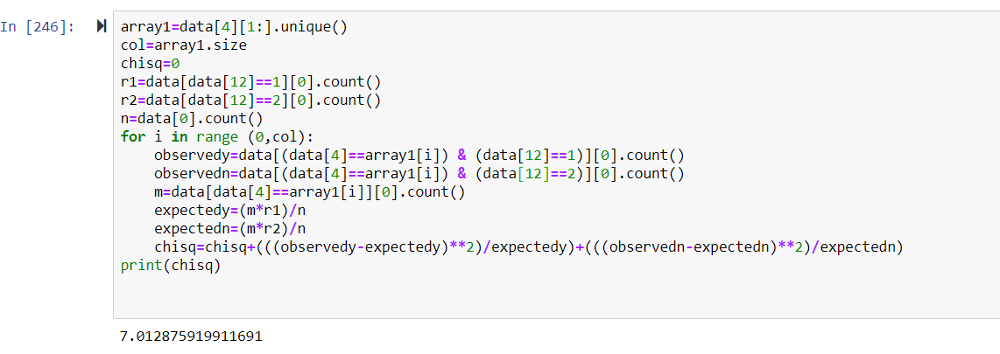 In [246]:
array1=data[4][1:].unique()
col=array1.size
chisq=0
r1=data[data[12]==1][0].count()
r2=data[data[12]==2][0].count()
n=data[0].count()
for i in range (0,col):
    observedy=data[(data[4]==array1[i]) & (data[12]==1)][0].count()
    observedn=data[(data[4]==array1[i]) & (data[12]==2)][0].count()
    m=data[data[4]==array1[i]][0].count()
    expectedy=(m*r1)/n
    expectedn=(m*r2)/n
    chisq=chisq+(((observedy-expectedy)**2)/expectedy)+(((observedn-expectedn)**2)/expectedn)
print(chisq)
7.012875919911691